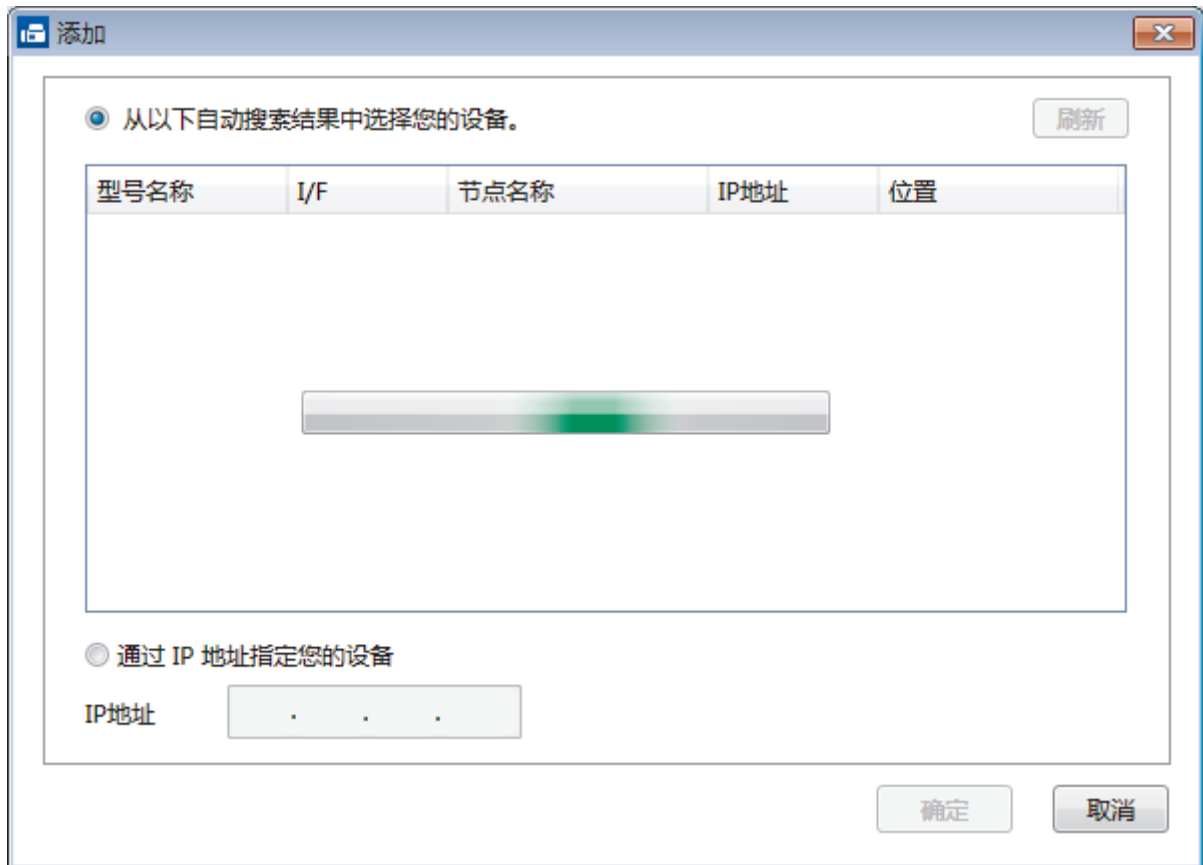 添加
从以下自动搜索结果中选择您的设备。
刷新
型号名称 I/F 节点名称 IP地址 位置
通过 IP 地址指定您的设备
IP地址 . . .
确定 取消